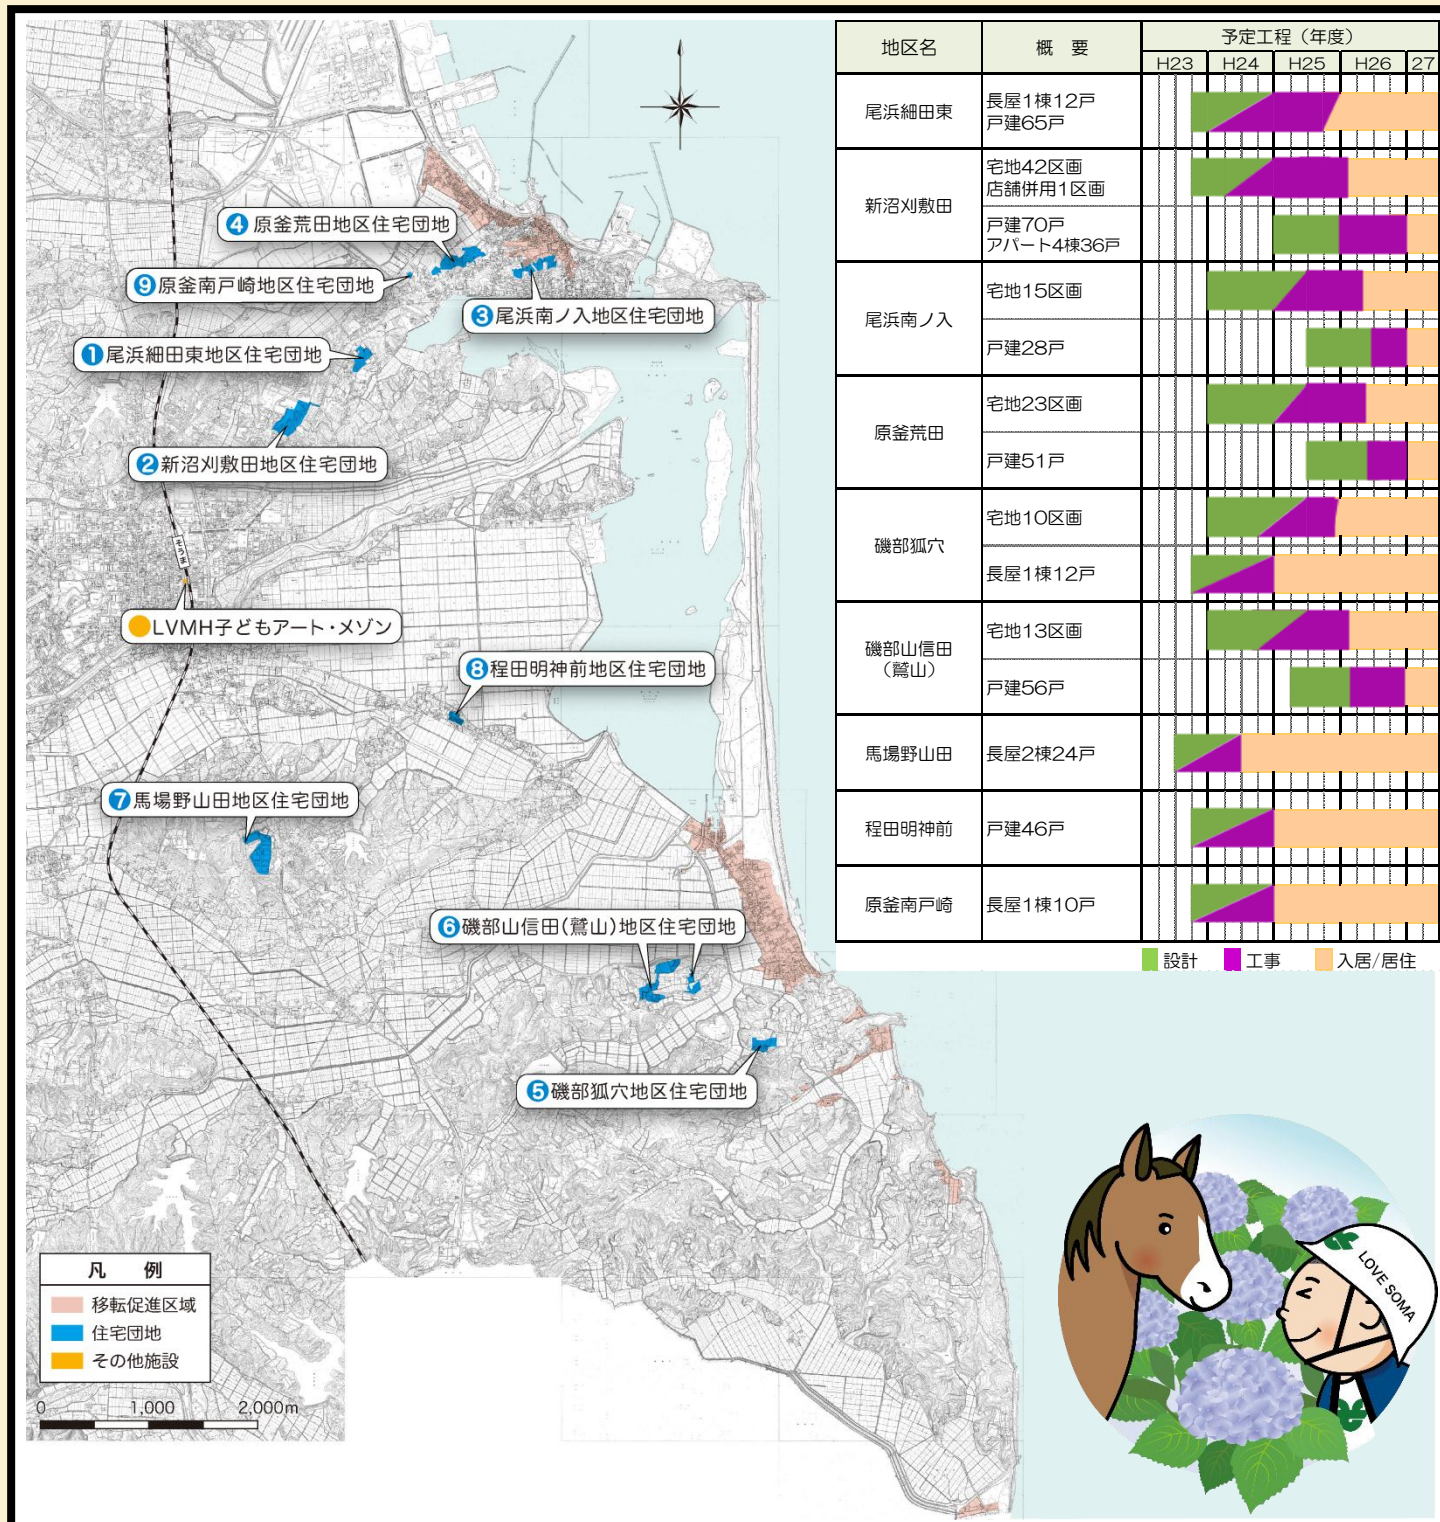 地区名
概 要
予定工程（年度）
H23 H24 H25 H26 27
尾浜細田東
長屋1棟12戸
戸建65戸
新沼刈敷田
宅地42区画
店舗併用1区画
戸建70戸
アパート4棟36戸
尾浜南ノ入
宅地15区画
戸建28戸
原釜荒田
宅地23区画
戸建51戸
磯部狐穴
宅地10区画
長屋1棟12戸
磯部山信田
（鷲山）
宅地13区画
戸建56戸
馬場野山田
長屋2棟24戸
程田明神前
戸建46戸
原釜南戸崎
長屋1棟10戸
設計 工事 入居/居住
4 原釜荒田地区住宅団地
9 原釜南戸崎地区住宅団地
3 尾浜南ノ入地区住宅団地
1 尾浜細田東地区住宅団地
2 新沼刈敷田地区住宅団地
そうま
LVMH子どもアート・メゾン
8 程田明神前地区住宅団地
7 馬場野山田地区住宅団地
6 磯部山信田(鷲山)地区住宅団地
5 磯部狐穴地区住宅団地
凡 例
移転促進区域
住宅団地
その他施設
0 1,000 2,000m
LOVE SOMA